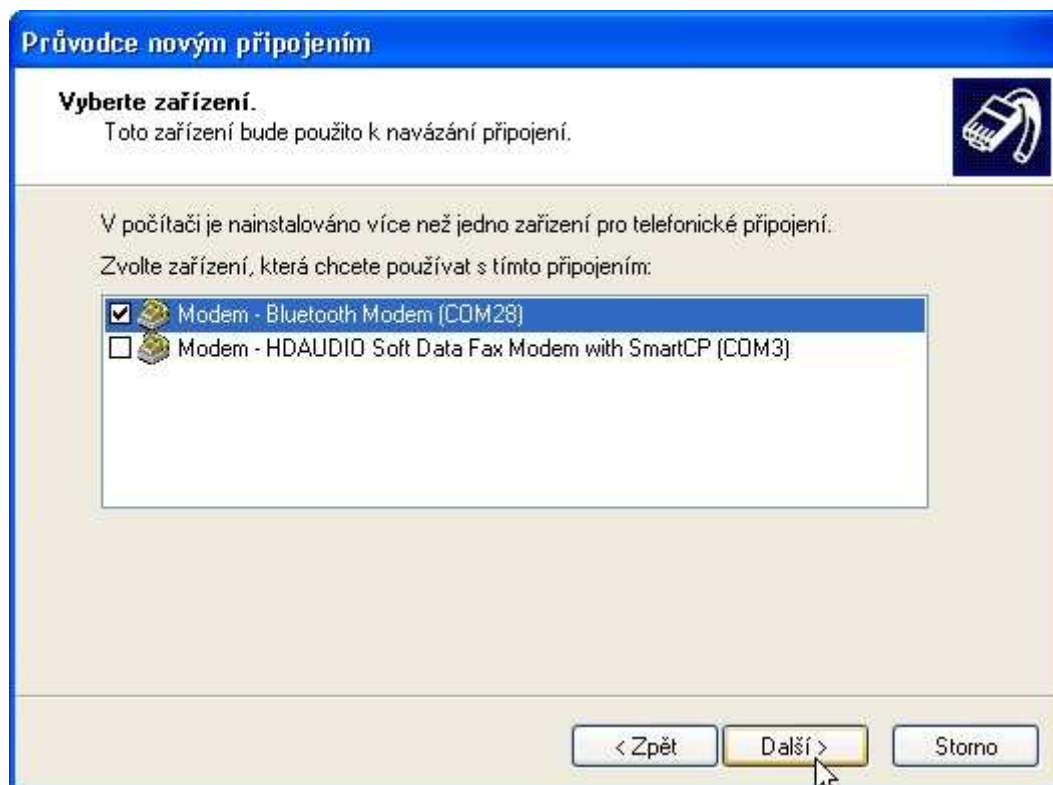 Průvodce novým připojením
Vyberte zařízení.
Toto zařízení bude použito k navázání připojení.
V počítači je nainstalováno více než jedno zařizení pro telefonické připojení.
Zvolte zařízení, která chcete používat s tímto připojením:
Modem - Bluetooth Modem (COM28)
Modem - HDAUDIO Soft Data Fax Modem with SmartCP (COM3)
< Zpět
Další >
Storno